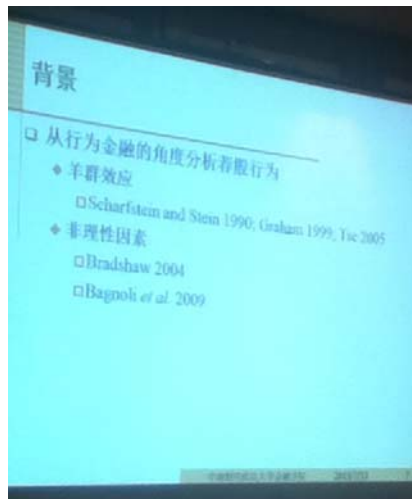 背景
从行为金融的角度分析荐股行为
羊群效应
Scharfstein and Stein 1990; Graham 1999, Tse 2005
非理性因素
Bradshaw 2004
Bagnoli et al. 2009